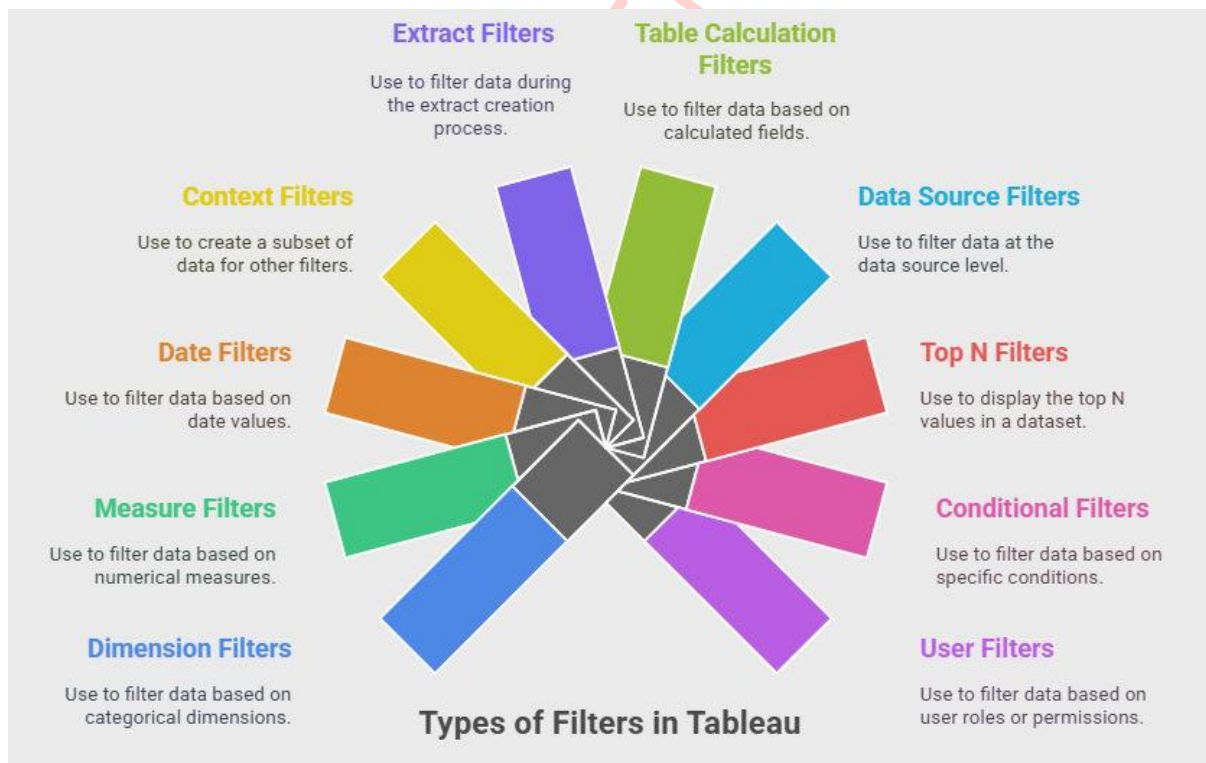 Extract Filters
Use to filter data during
the extract creation
process.
Table Calculation
Filters
Use to filter data based on
calculated fields.
Context Filters
Use to create a subset of
data for other filters.
Data Source Filters
Use to filter data at the
data source level.
Date Filters
Use to filter data based on
date values.
Top N Filters
Use to display the top N
values in a dataset.
Measure Filters
Use to filter data based on
numerical measures.
Conditional Filters
Use to filter data based on
specific conditions.
Dimension Filters
Use to filter data based on
categorical dimensions.
User Filters
Use to filter data based on
user roles or permissions.
Types of Filters in Tableau